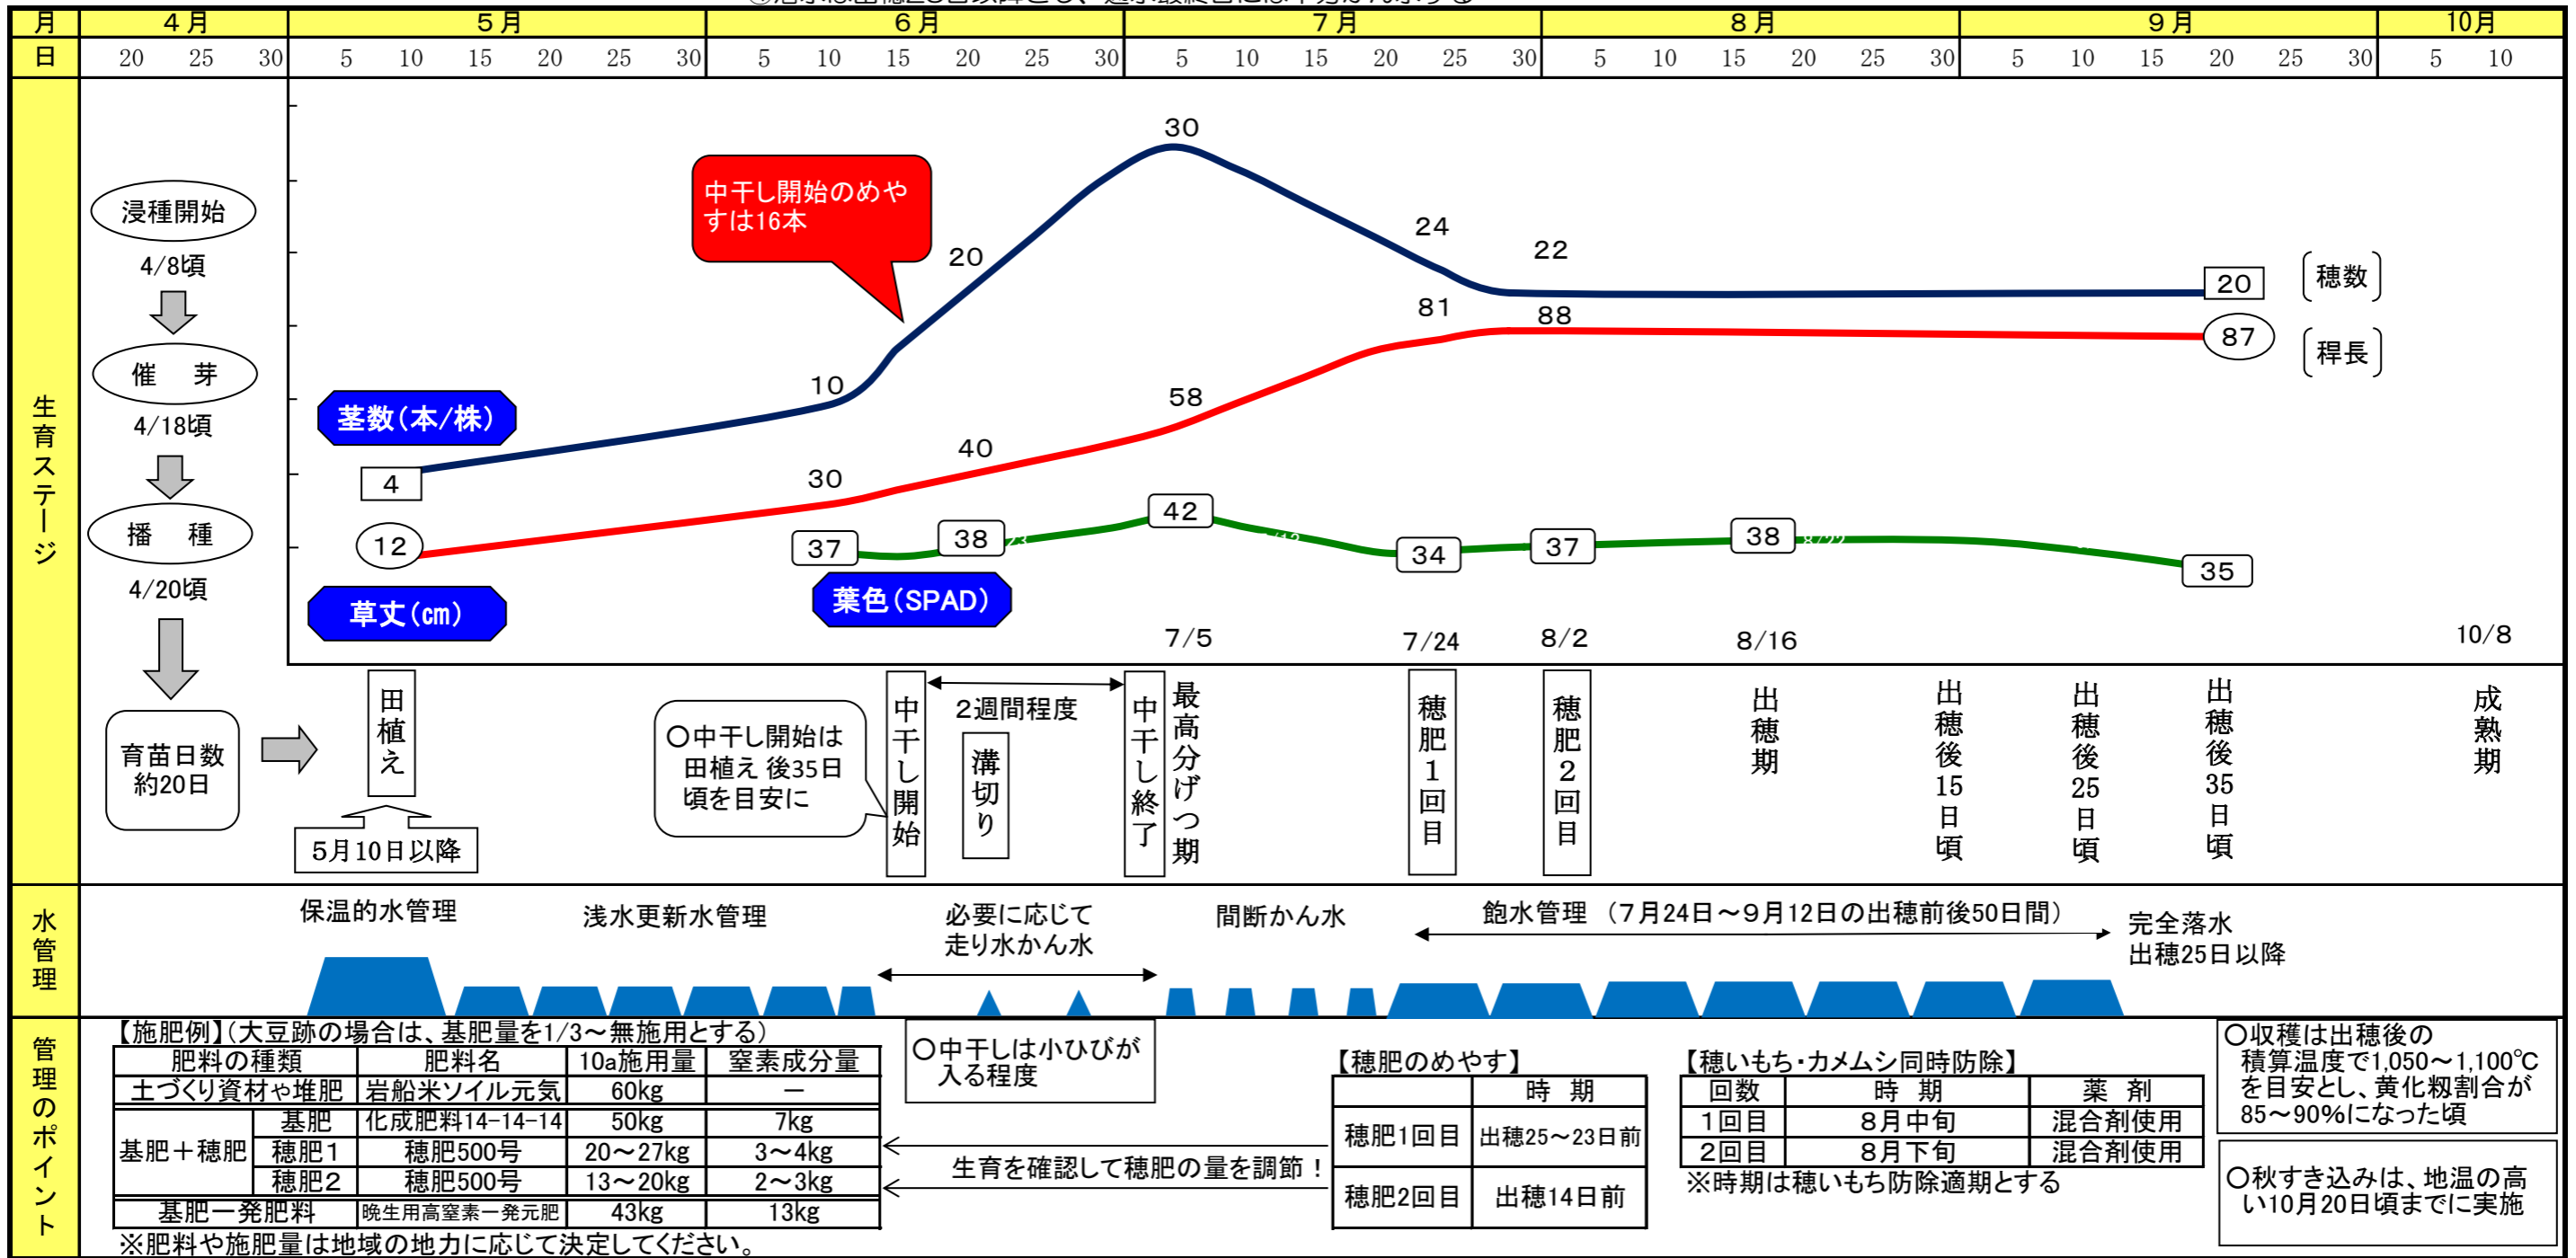 月 4月 5月 6月 7月 8月 9月 10月
日 20 25 30 5 10 15 20 25 30 5 10 15 20 25 30 5 10 15 20 25 30 5 10 15 20 25 30 5 10 15 20 25 30 5 10
生育ステージ
浸種開始
4/8頃
催 芽
4/18頃
播 種
4/20頃
育苗日数
約20日
中干し開始のめや
すは16本
茎数(本/株)
4
10
20
30
24
22
20
〔穂数〕
草丈(㎝)
12
30
40
58
81
88
87
〔稈長〕
葉色(SPAD)
37
38
42
34
37
38
8/22
35
7/5
7/24
8/2
8/16
10/8
田植え
5月10日以降
○中干し開始は
田植え 後35日
頃を目安に
中干し開始
2週間程度
溝切り
中干し終了
最高分げつ期
穂肥1回目
穂肥2回目
出穂期
出穂後15日頃
出穂後25日頃
出穂後35日頃
成熟期
水管理
保温的水管理
浅水更新水管理
必要に応じて
走り水かん水
間断かん水
飽水管理 (7月24日～9月12日の出穂前後50日間)
完全落水
出穂25日以降
管理のポイント
【施肥例】(大豆跡の場合は、基肥量を1/3～無施用とする)
肥料の種類 肥料名 10a施用量 窒素成分量
土づくり資材や堆肥 岩船米ソイル元気 60kg －
基肥＋穂肥
基肥 化成肥料14-14-14 50kg 7kg
穂肥1 穂肥500号 20～27kg 3～4kg
穂肥2 穂肥500号 13～20kg 2～3kg
基肥一発肥料 晩生用高窒素一発元肥 43kg 13kg
※肥料や施肥量は地域の地力に応じて決定してください。
○中干しは小ひびが
入る程度
生育を確認して穂肥の量を調節！
【穂肥のめやす】
時 期
穂肥1回目 出穂25～23日前
穂肥2回目 出穂14日前
【穂いもち・カメムシ同時防除】
回数 時 期 薬 剤
1回目 8月中旬 混合剤使用
2回目 8月下旬 混合剤使用
※時期は穂いもち防除適期とする
○収穫は出穂後の
積算温度で1,050～1,100℃
を目安とし、黄化籾割合が
85～90%になった頃
○秋すき込みは、地温の高
い10月20日頃までに実施